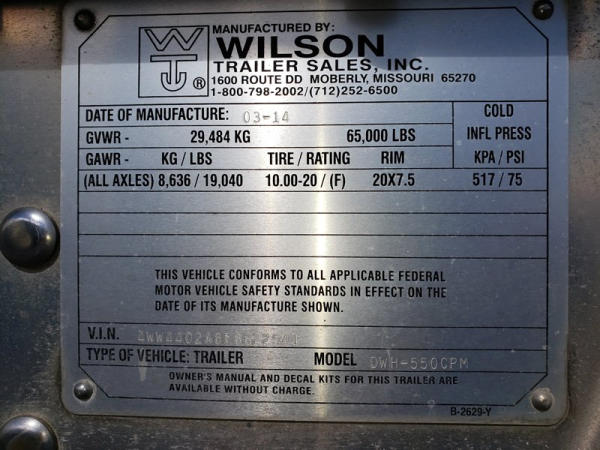 MANUFACTURED BY:
WILSON
TRAILER SALES, INC.
WT ®
1600 ROUTE DD MOBERLY, MISSOURI 65270
1-800-798-2002/(712)252-6500
DATE OF MANUFACTURE: 03-14
COLD
GVWR - 29,484 KG 65,000 LBS INFL PRESS
GAWR - KG / LBS TIRE / RATING RIM KPA / PSI
(ALL AXLES) 8,636 / 19,040 10.00-20 / (F) 20X7.5 517 / 75
THIS VEHICLE CONFORMS TO ALL APPLICABLE FEDERAL
MOTOR VEHICLE SAFETY STANDARDS IN EFFECT ON THE
DATE OF ITS MANUFACTURE SHOWN.
V.I.N.
TYPE OF VEHICLE: TRAILER MODEL DWH-550CPM
OWNER'S MANUAL AND DECAL KITS FOR THIS TRAILER ARE
AVAILABLE WITHOUT CHARGE.
B-2629-Y